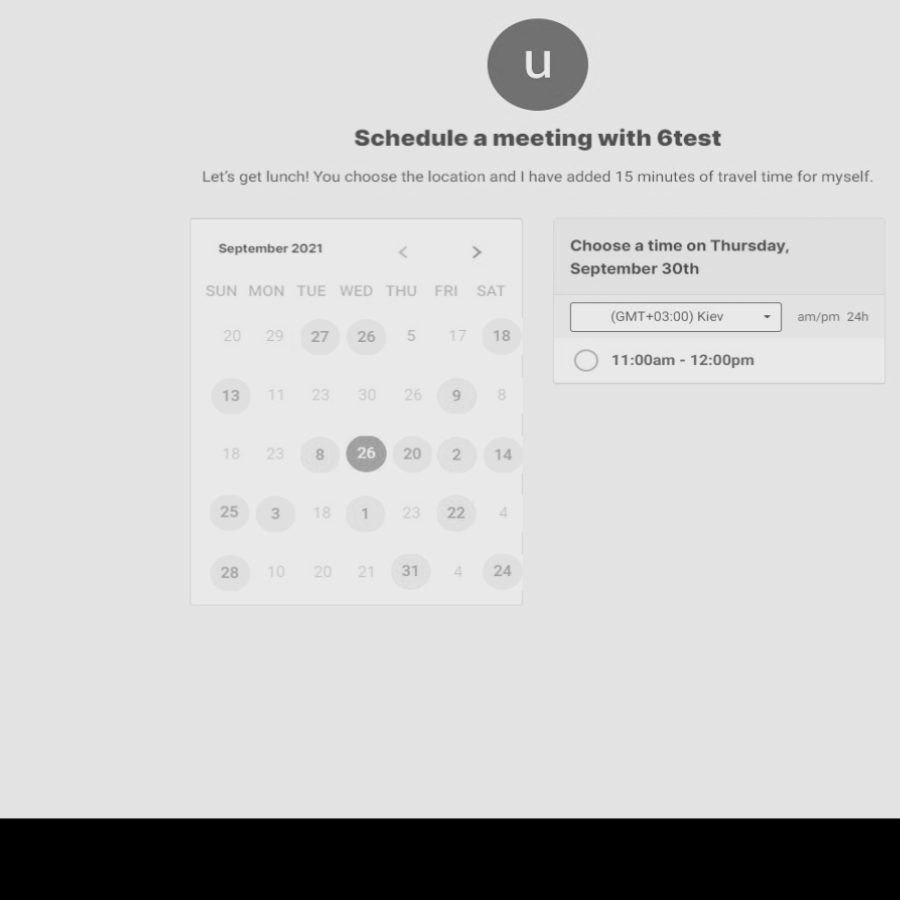 u
Schedule a meeting with 6test
Let's get lunch! You choose the location and I have added 15 minutes of travel time for myself.
September 2021 < >
SUN MON TUE WED THU FRI SAT
20 29 27 26 5 17 18
13 11 23 30 26 9 8
18 23 8 26 20 2 14
25 3 18 1 23 22 4
28 10 20 21 31 4 24
Choose a time on Thursday,
September 30th
(GMT+03:00) Kiev am/pm 24h
11:00am - 12:00pm